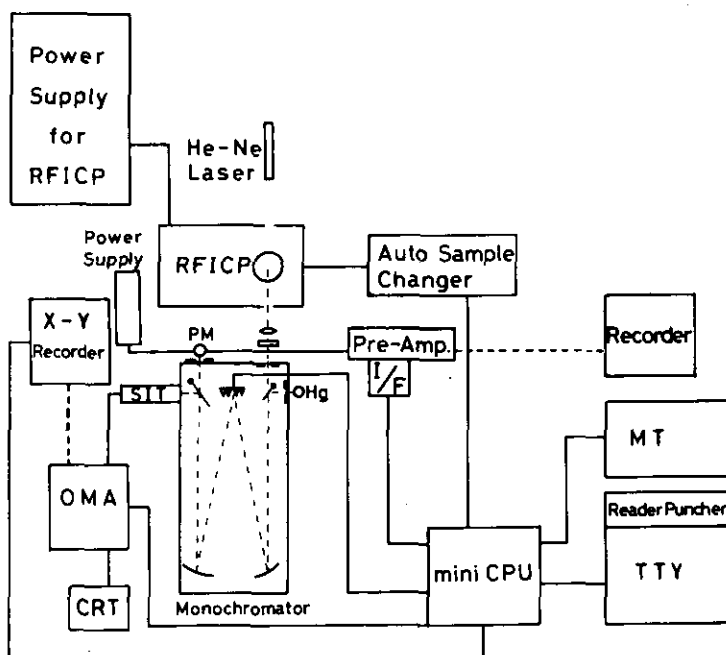 Power
Supply
for
RFICP
He-Ne
Laser
Power
Supply
RFICP
Auto Sample
Changer
X-Y
Recorder
PM
Pre-Amp.
I/F
Recorder
SIT
OHg
MT
OMA
Reader Puncher
mini CPU
TTY
CRT
Monochromator